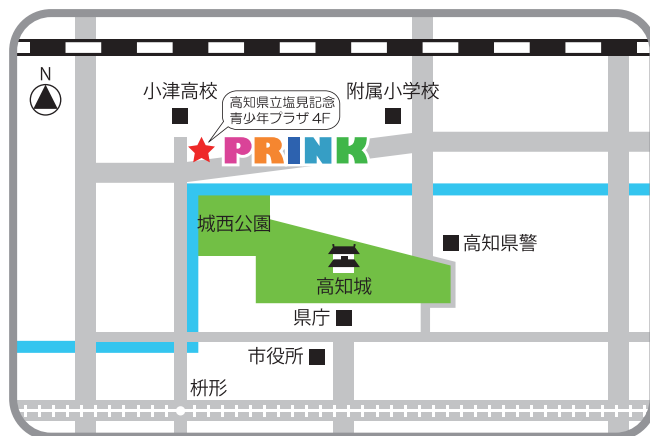 N
小津高校
附属小学校
高知県立塩見記念
青少年プラザ 4F
PRINK
城西公園
高知県警
高知城
県庁
市役所
枡形